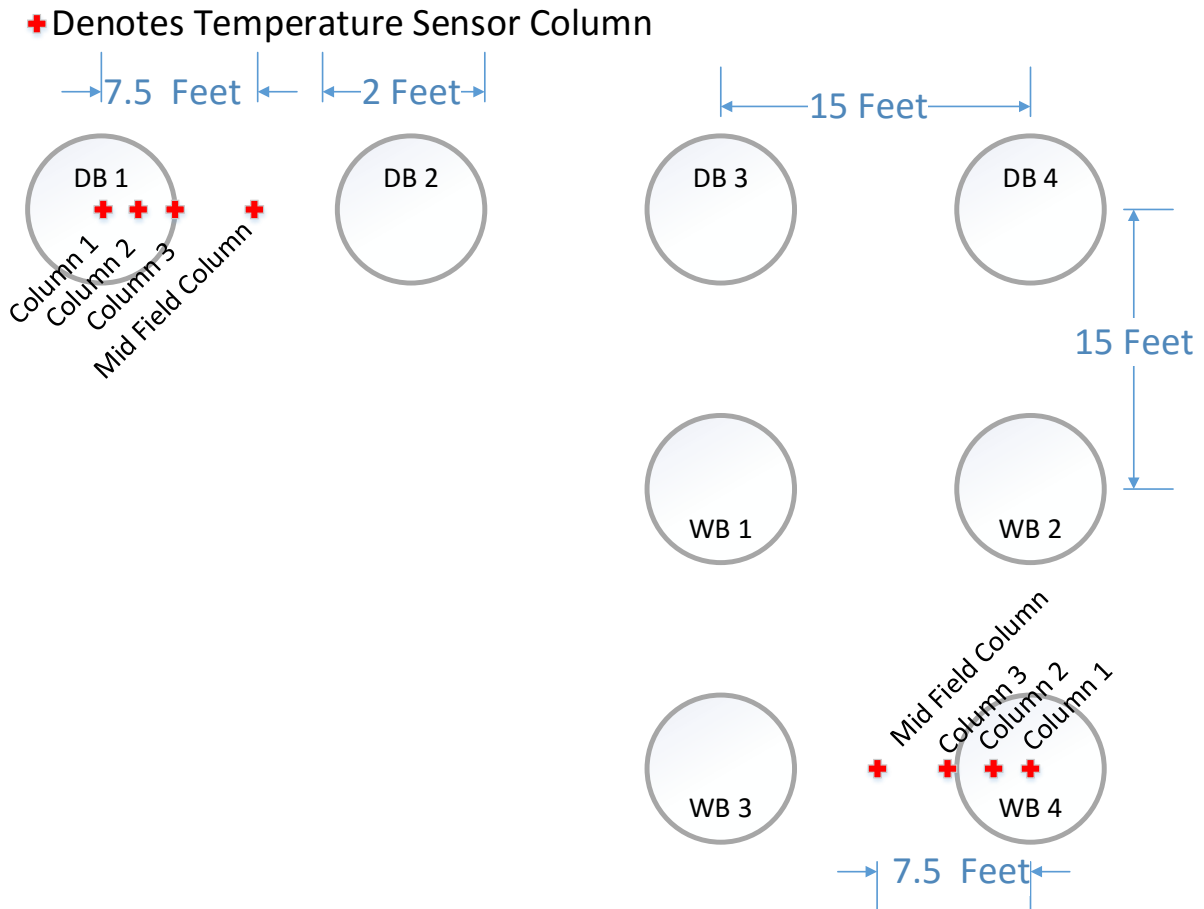 Denotes Temperature Sensor Column
7.5 Feet
2 Feet
15 Feet
DB 1
DB 2
DB 3
DB 4
Column 1
Column 2
Column 3
Mid Field Column
15 Feet
WB 1
WB 2
Mid Field Column
Column 3
Column 2
Column 1
WB 3
WB 4
7.5 Feet